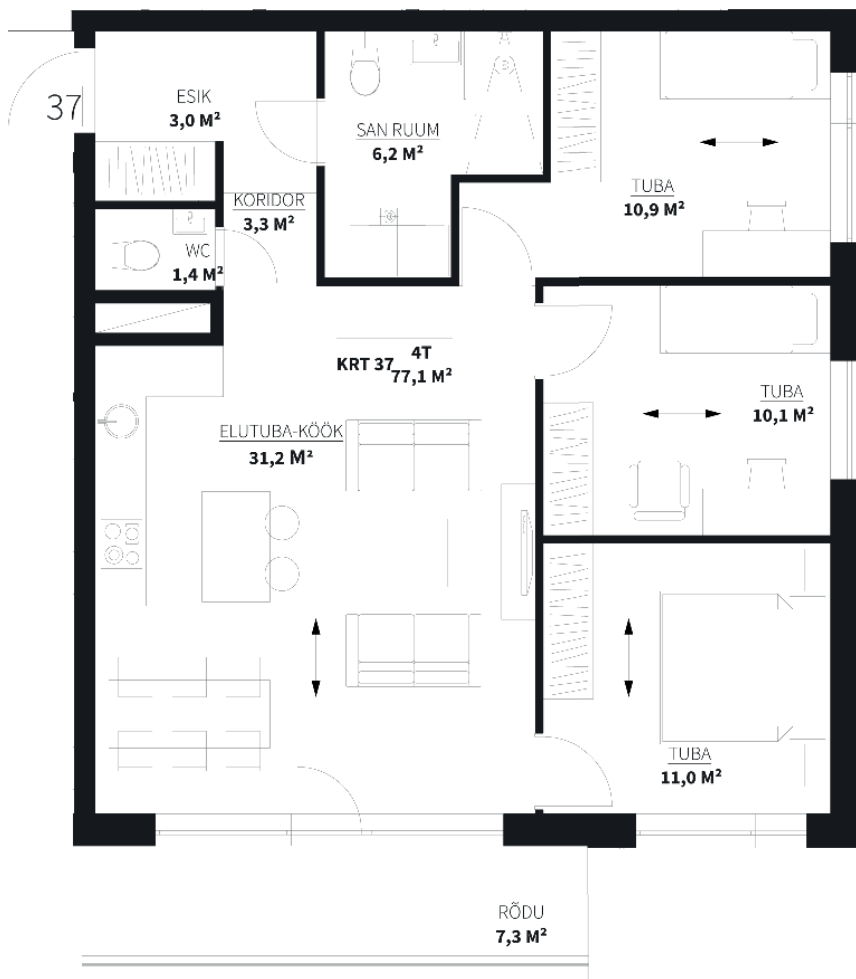 37
ESIK
3,0 M²
SAN RUUM
6,2 M²
TUBA
10,9 M²
KORIDOR
3,3 M²
WC
1,4 M²
KRT 37
4T
77,1 M²
TUBA
10,1 M²
ELUTUBA-KÖÖK
31,2 M²
TUBA
11,0 M²
RÕDU
7,3 M²